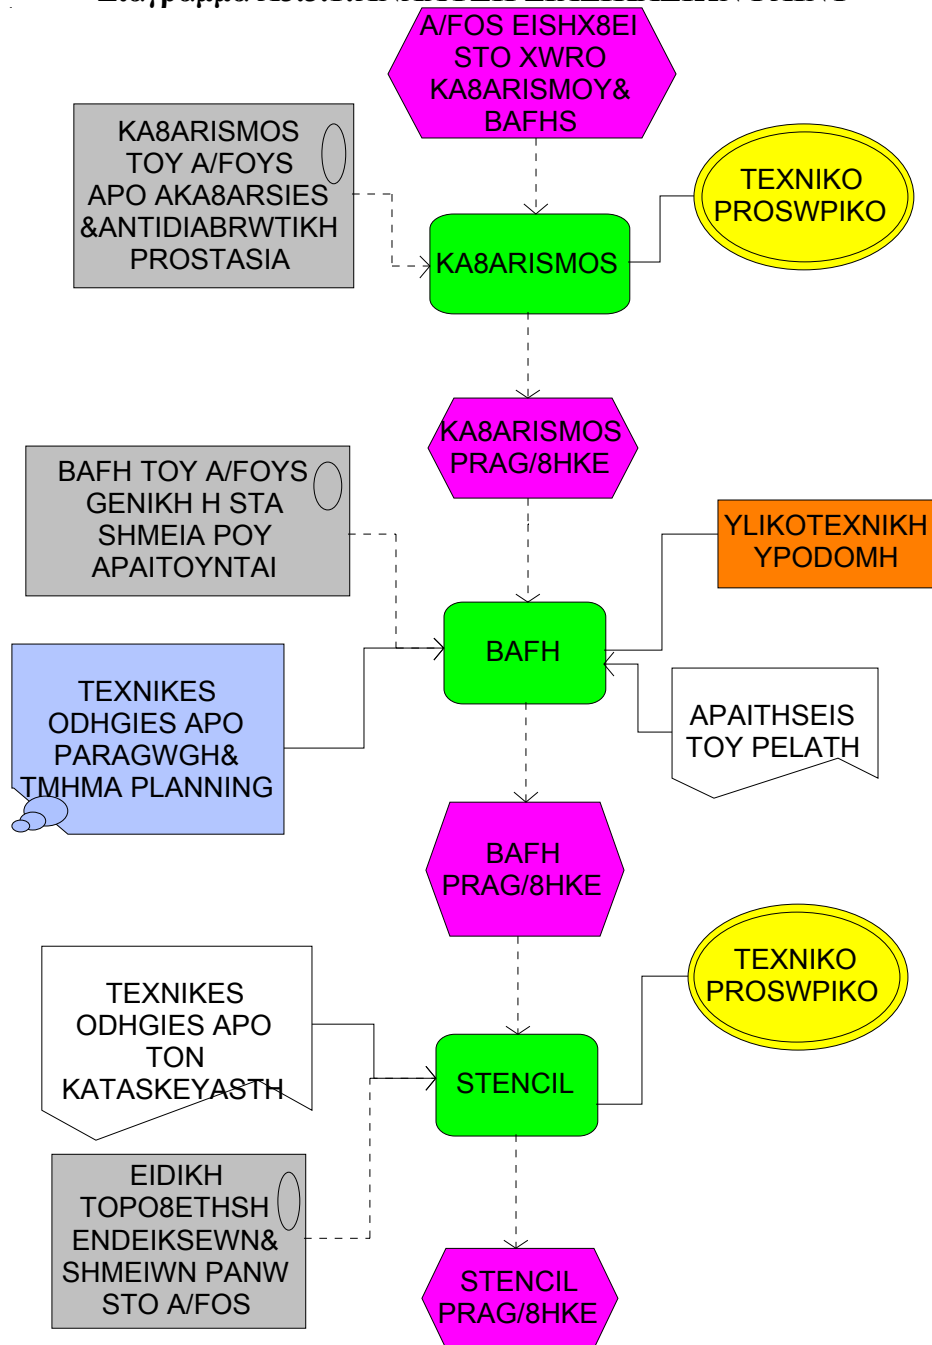 A/FOS EISHX8EI
STO XWRO
KA8ARISMOY&
BAFHS
KA8ARISMOS
TOY A/FOYS
APO AKA8ARSIES
&ANTIDIABRWTIKH
PROSTASIA
TEXNIKO
PROSWPIKO
KA8ARISMOS
KA8ARISMOS
PRAG/8HKE
BAFH TOY A/FOYS
GENIKH H STA
SHMEIA POY
APAITOYNTAI
YLIKOTEXNIKH
YPODOMH
BAFH
TEXNIKES
ODHGIES APO
PARAGWGH&
TMHMA PLANNING
APAITHSEIS
TOY PELATH
BAFH
PRAG/8HKE
TEXNIKO
PROSWPIKO
TEXNIKES
ODHGIES APO
TON
KATASKEYASTH
STENCIL
EIDIKH
TOPO8ETHSH
ENDEIKSEWN&
SHMEIWN PANW
STO A/FOS
STENCIL
PRAG/8HKE